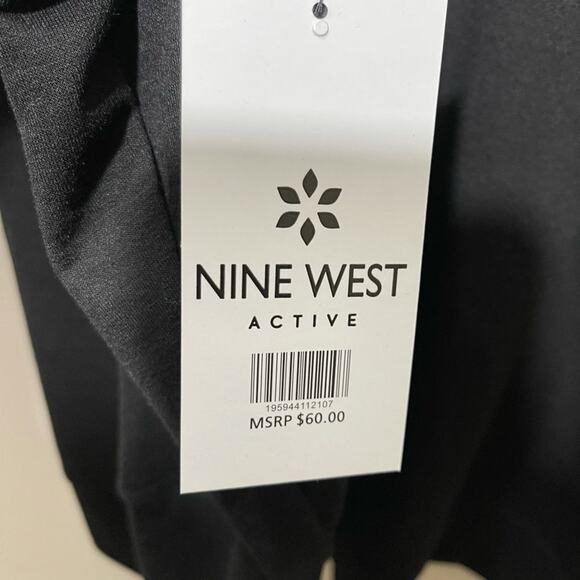 NINE WEST
ACTIVE
195944112107
MSRP $60.00